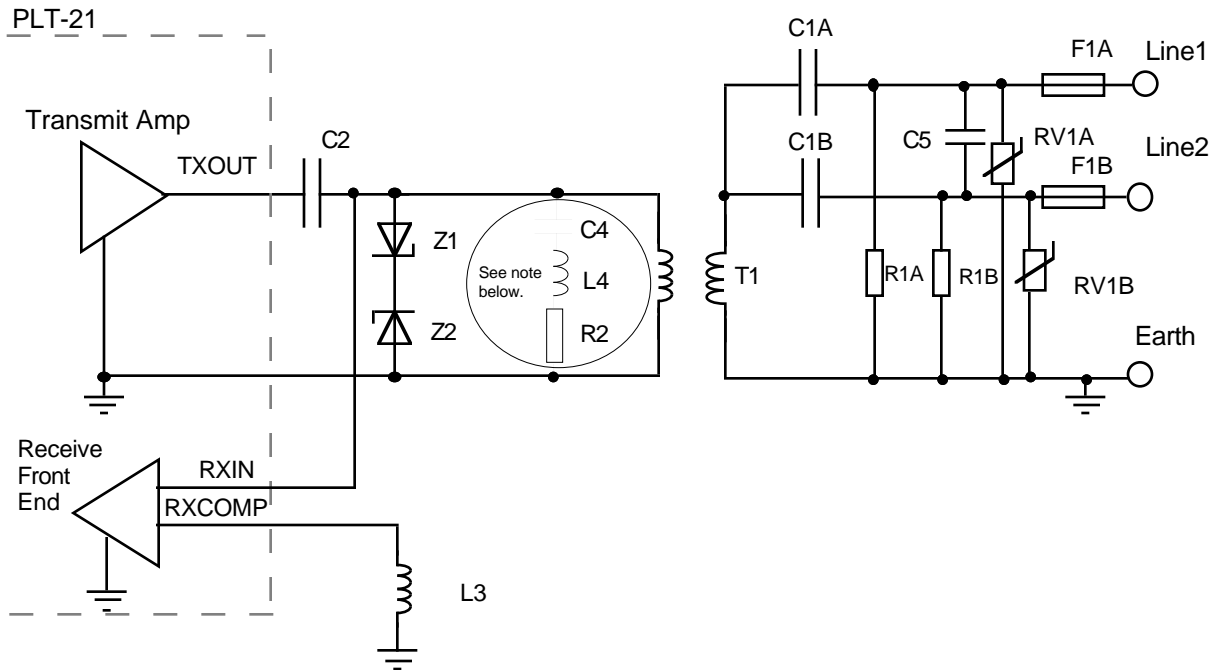 PLT-21
Transmit Amp
TXOUT
C2
Z1
Z2
See note
below.
C4
L4
R2
T1
C1A
C1B
C5
R1A
R1B
RV1A
RV1B
F1A
Line1
F1B
Line2
Earth
Receive
Front
End
RXIN
RXCOMP
L3